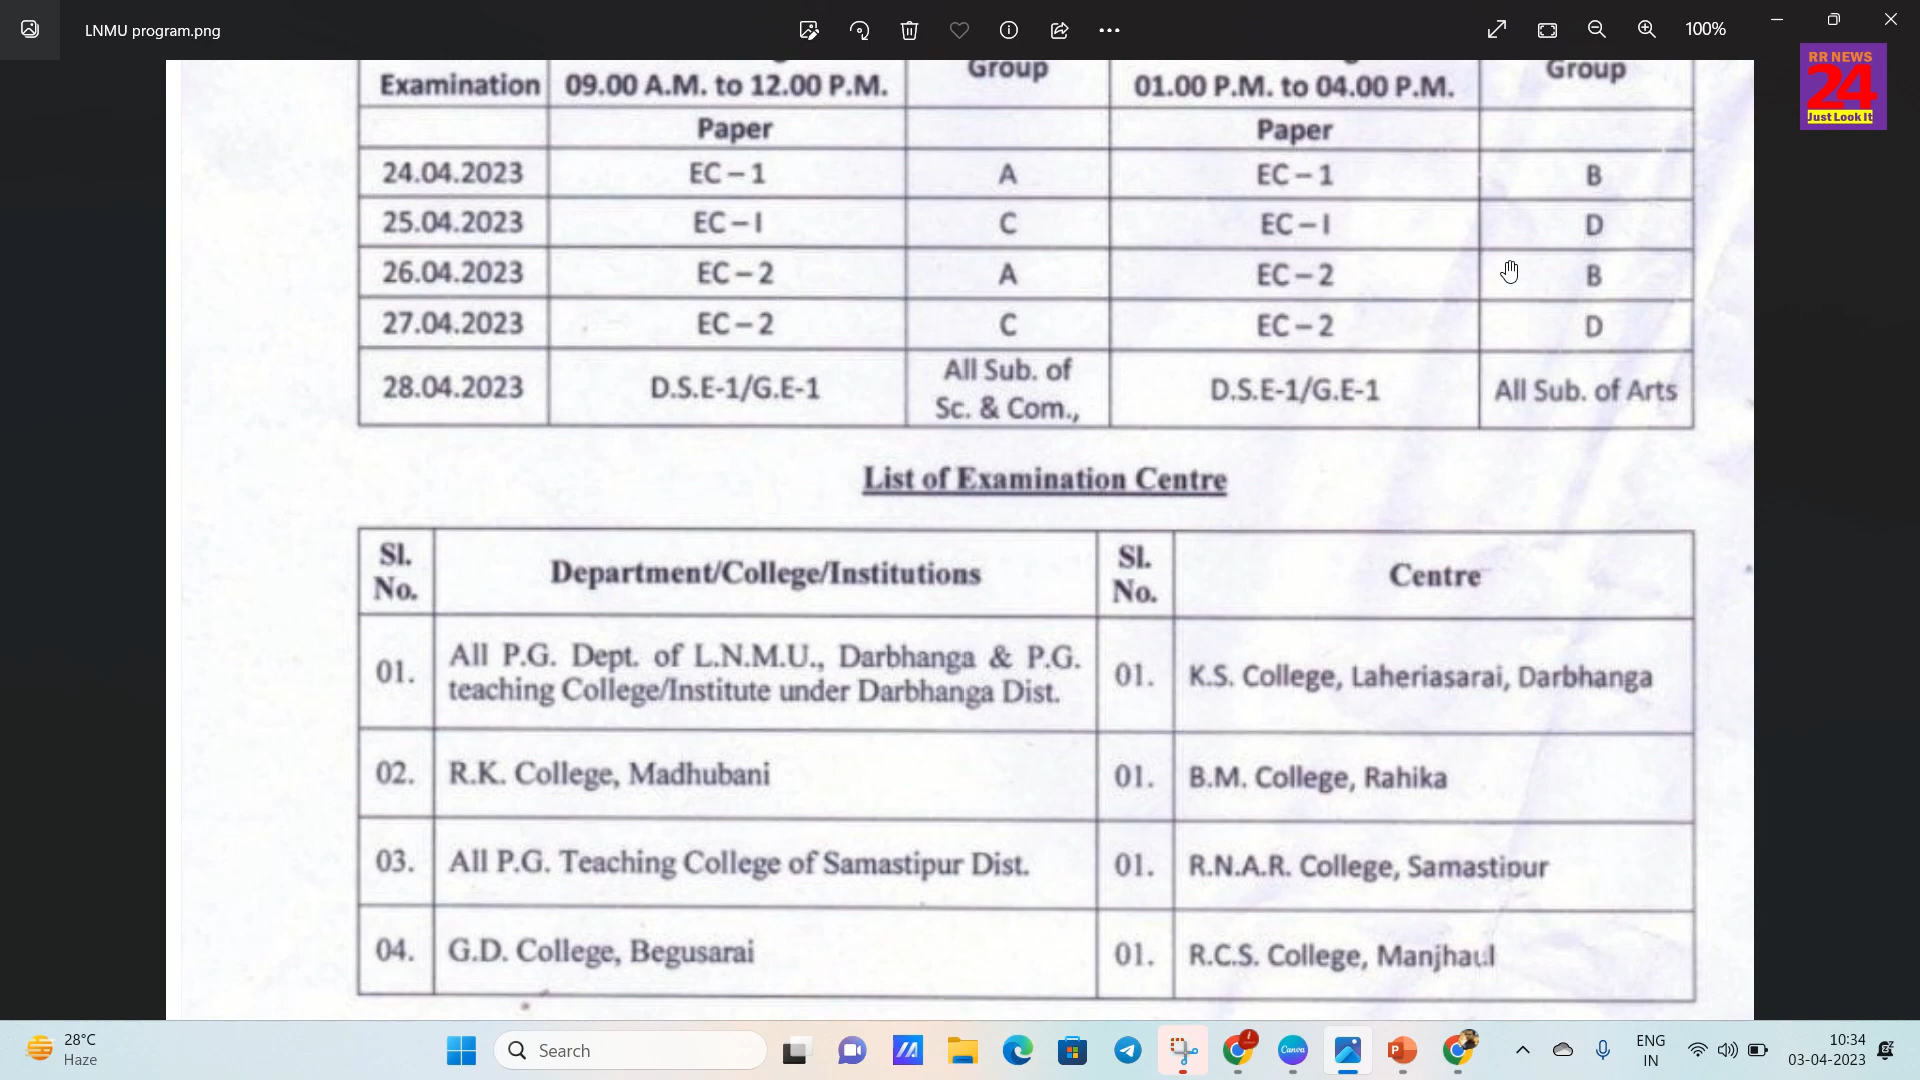 LNMU program.png
100%
RR NEWS
24
Just Look It
Group
Group
Examination 09.00 A.M. to 12.00 P.M. 01.00 P.M. to 04.00 P.M.
Paper Paper
24.04.2023 EC – 1 A EC – 1 B
25.04.2023 EC – I C EC – I D
26.04.2023 EC – 2 A EC – 2 B
27.04.2023 EC – 2 C EC – 2 D
28.04.2023 D.S.E-1/G.E-1 All Sub. of D.S.E-1/G.E-1 All Sub. of Arts
Sc. & Com.,
List of Examination Centre
Sl. Department/College/Institutions Sl. Centre
No. No.
01. All P.G. Dept. of L.N.M.U., Darbhanga & P.G. 01. K.S. College, Laheriasarai, Darbhanga
teaching College/Institute under Darbhanga Dist.
02. R.K. College, Madhubani 01. B.M. College, Rahika
03. All P.G. Teaching College of Samastipur Dist. 01. R.N.A.R. College, Samastipur
04. G.D. College, Begusarai 01. R.C.S. College, Manjhaul
28°C
Haze
Search
Canva
ENG
IN
10:34
03-04-2023